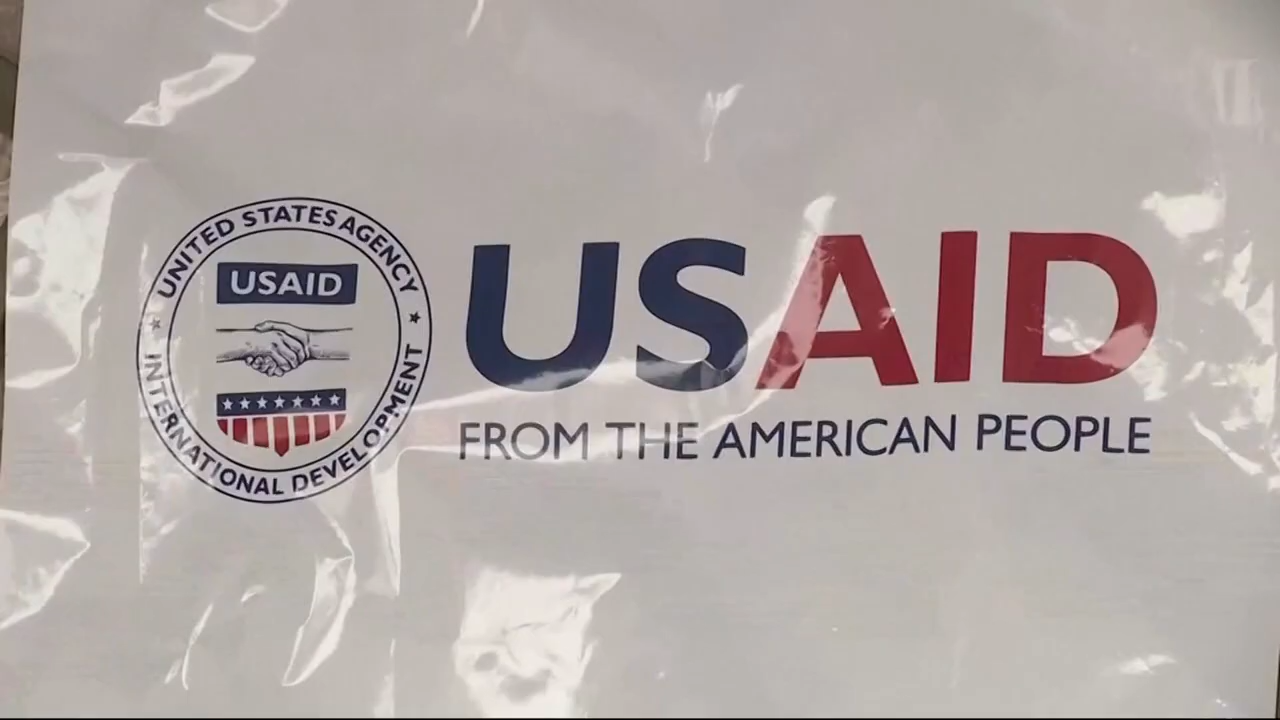 UNITED STATES AGENCY
USAID
INTERNATIONAL DEVELOPMENT
USAID
FROM THE AMERICAN PEOPLE